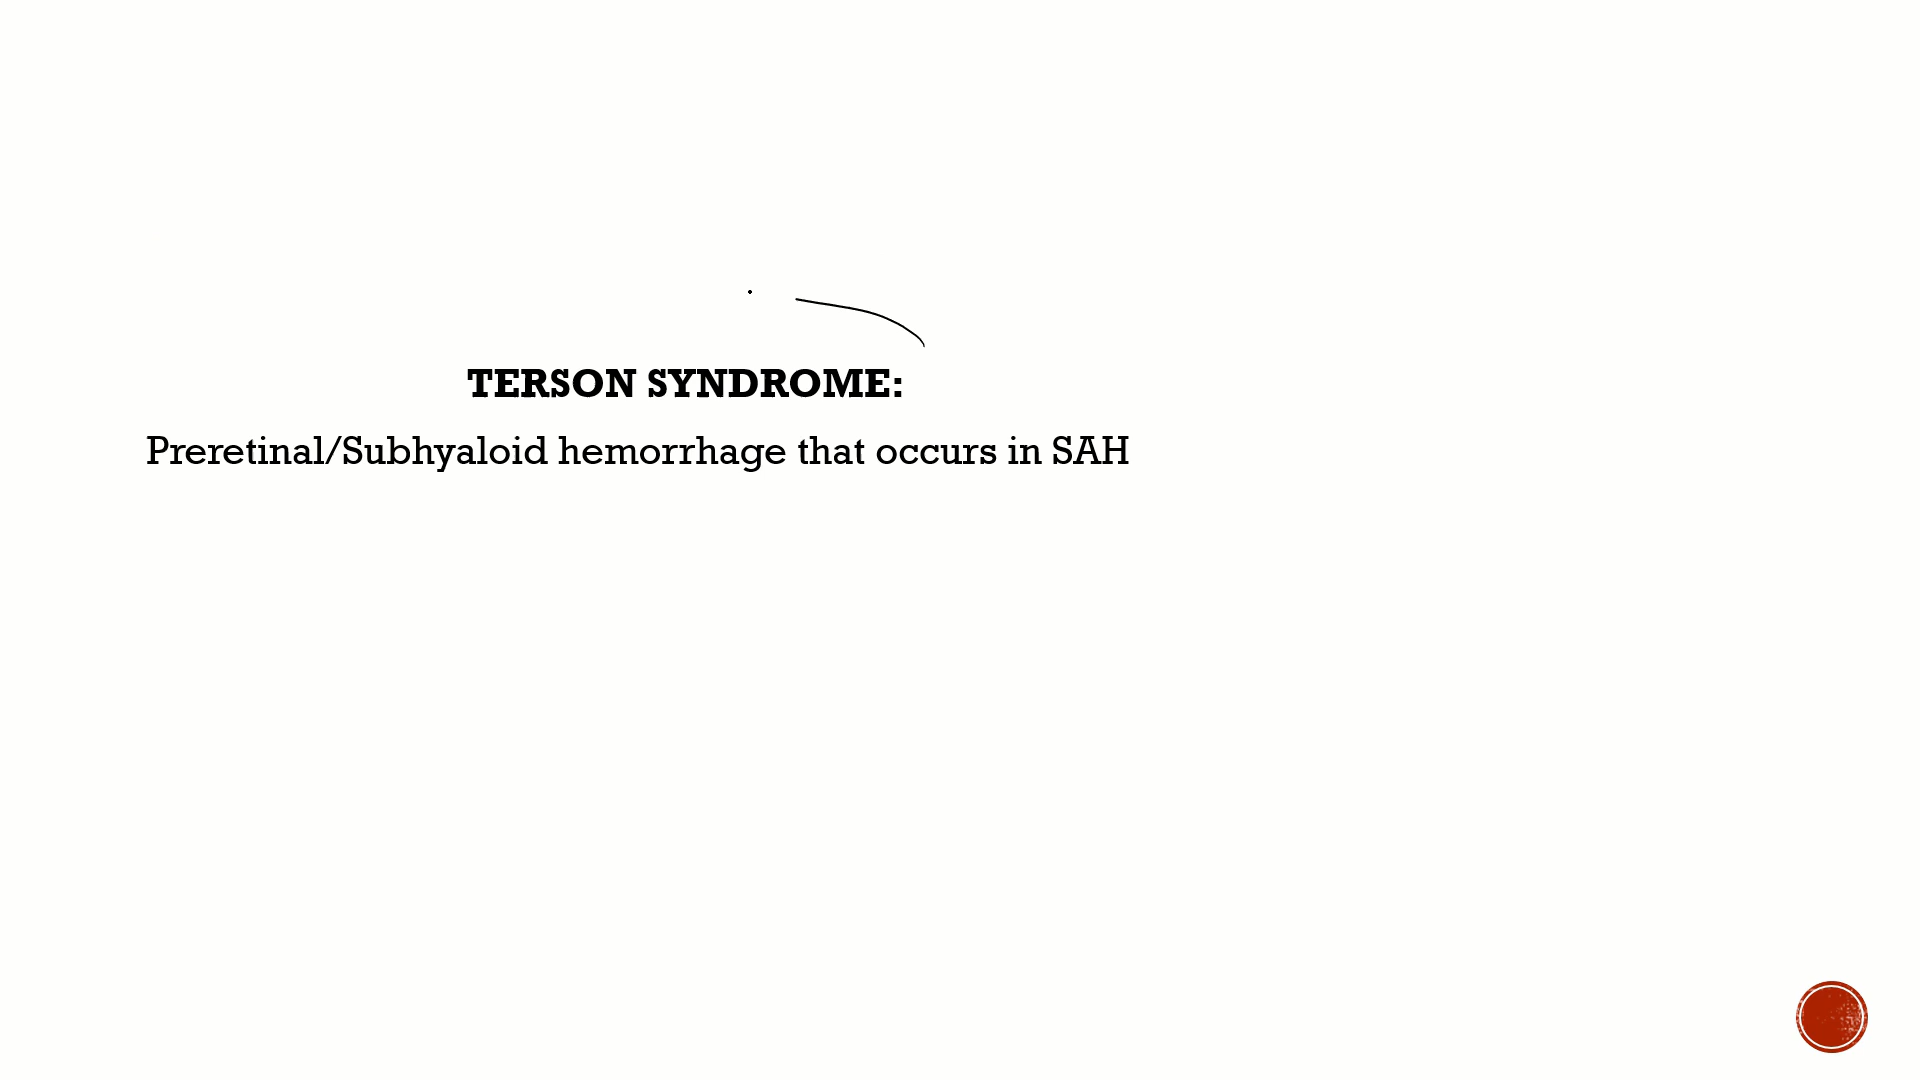 TERSON SYNDROME:
Preretinal/Subhyaloid hemorrhage that occurs in SAH